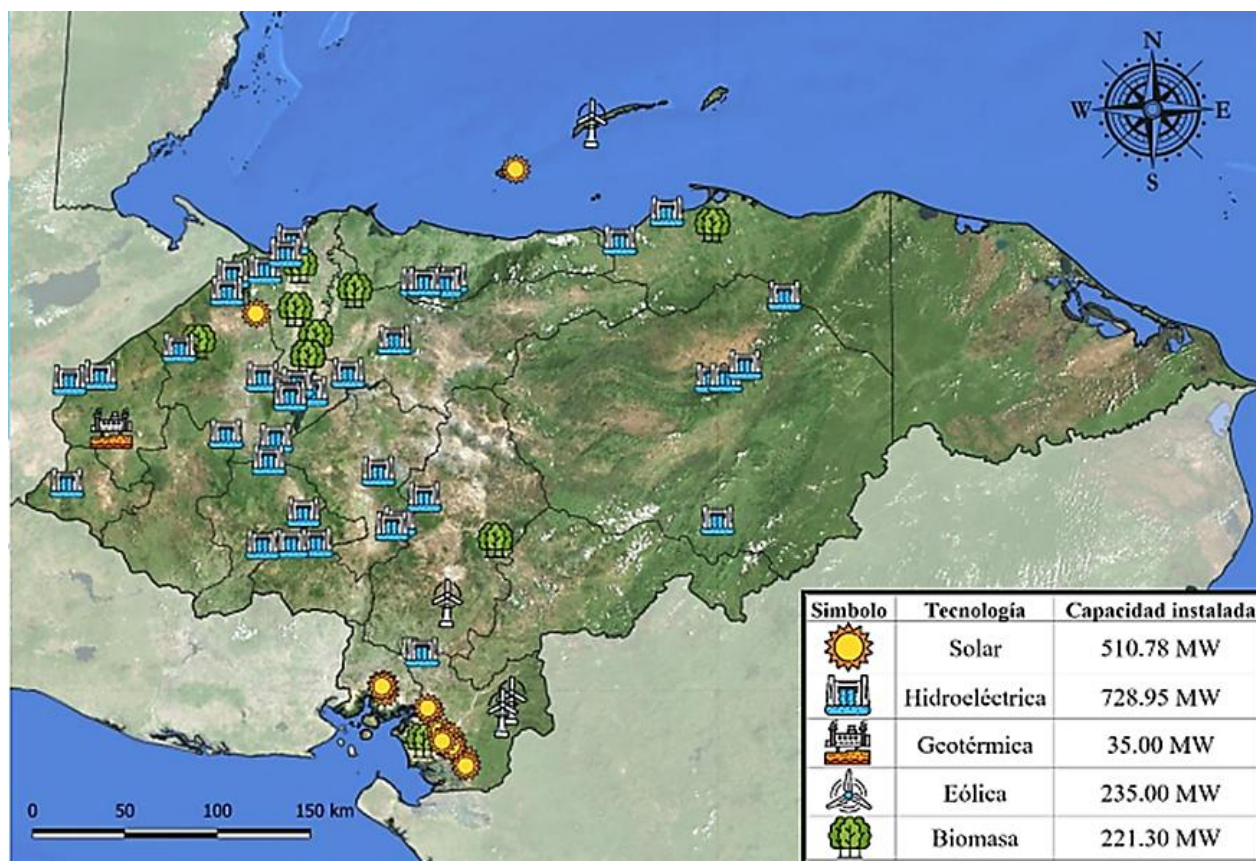 N
W E
S
Simbolo Tecnología Capacidad instalada
Solar 510.78 MW
Hidroeléctrica 728.95 MW
Geotérmica 35.00 MW
Eólica 235.00 MW
Biomasa 221.30 MW
0 50 100 150 km